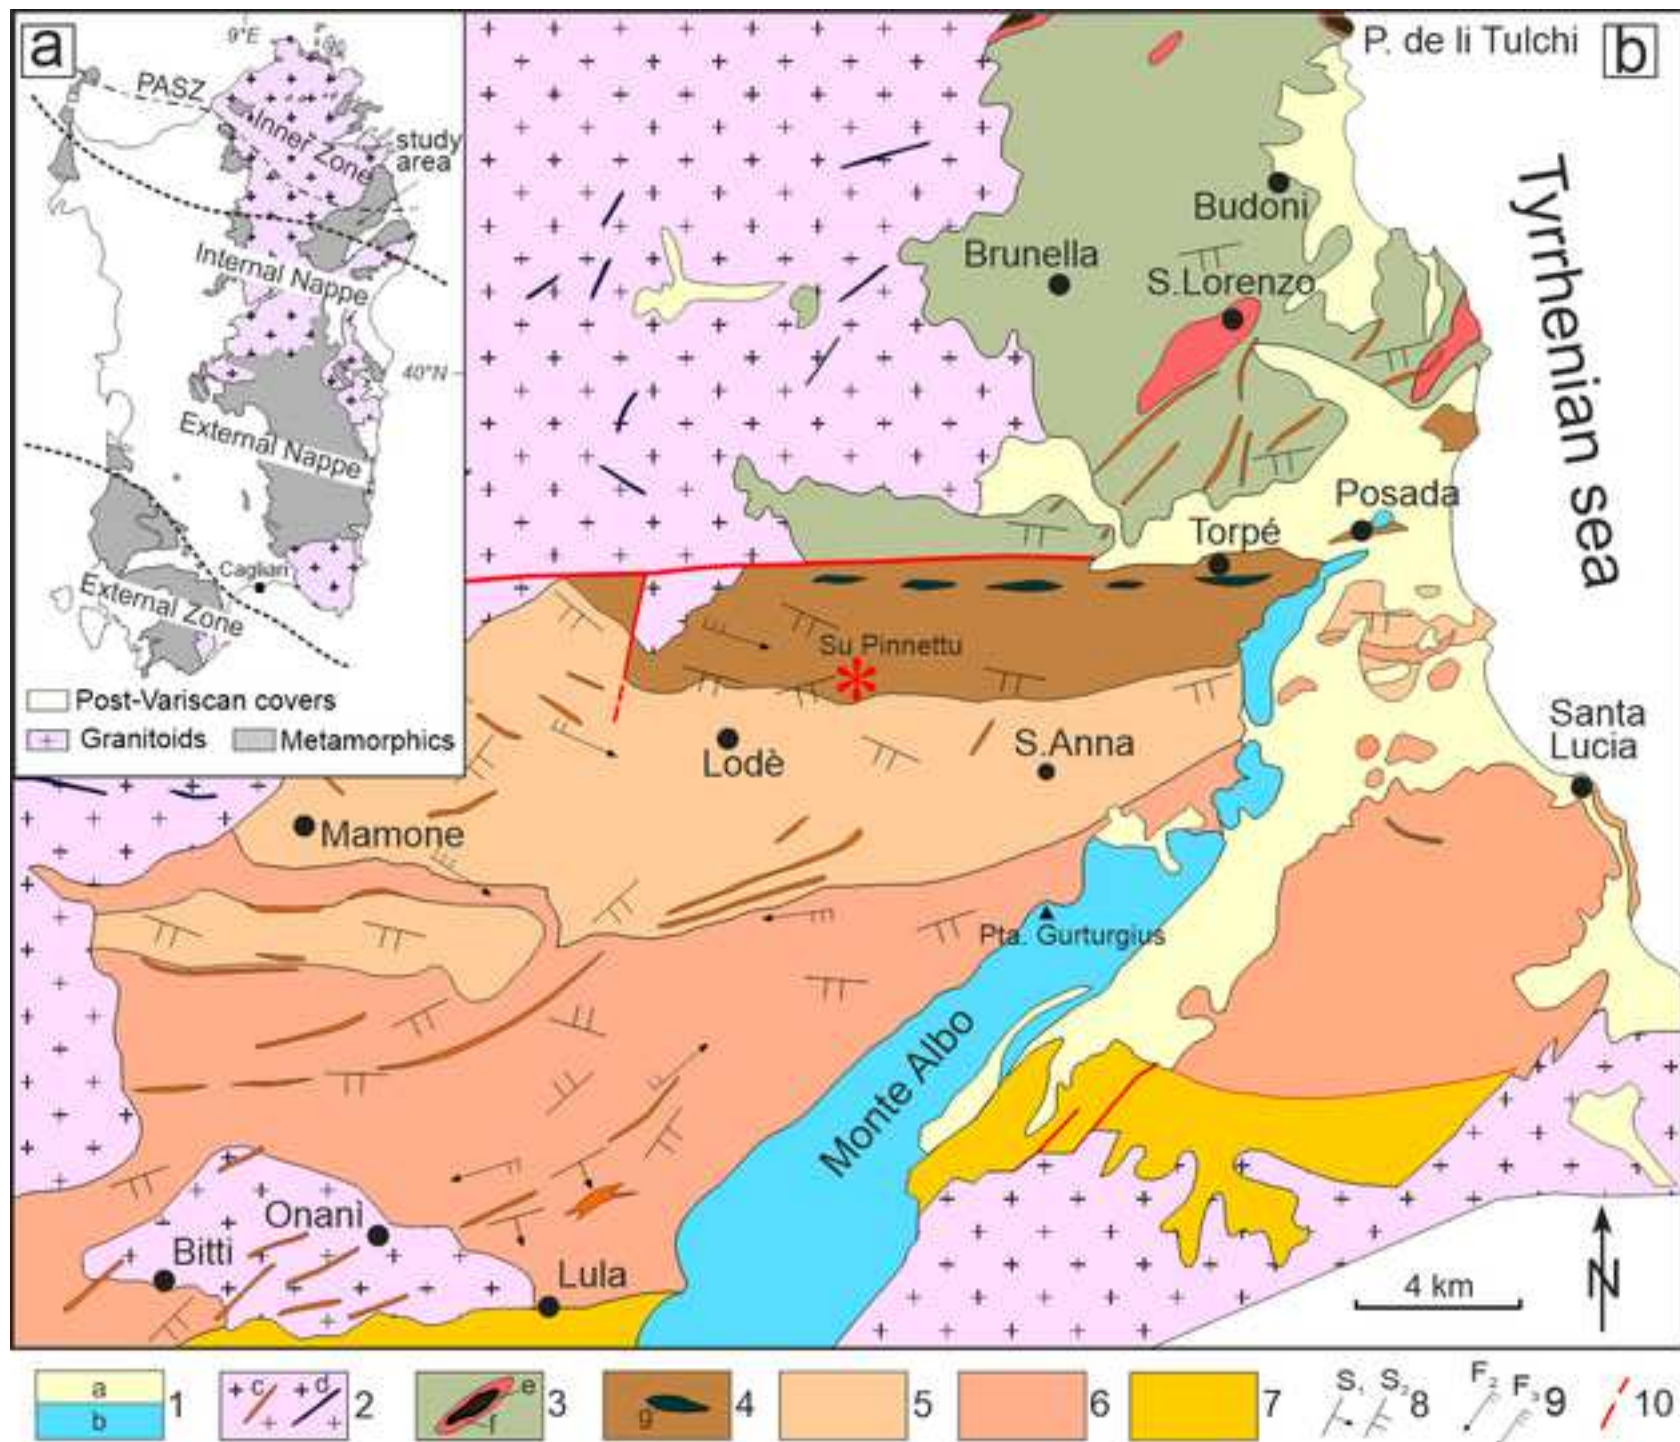 a
9°E
PASZ
Inner Zone
study
area
Internal Nappe
40°N
External Nappe
Cagliari
External Zone
Post-Variscan covers
Granitoids
Metamorphics
P. de li Tulchi
b
Budoni
Brunella
S.Lorenzo
Tyrrhenian sea
Posada
Torpé
Su Pinnettu
Santa
Lucia
Lodè
S.Anna
Mamone
Pta. Gurturgius
Monte Albo
Onanì
Bitti
Lula
4 km
N
a
b
1
c
d
2
e
f
3
g
4
5
6
7
S₁
S₂
8
F₂
F₃
9
10